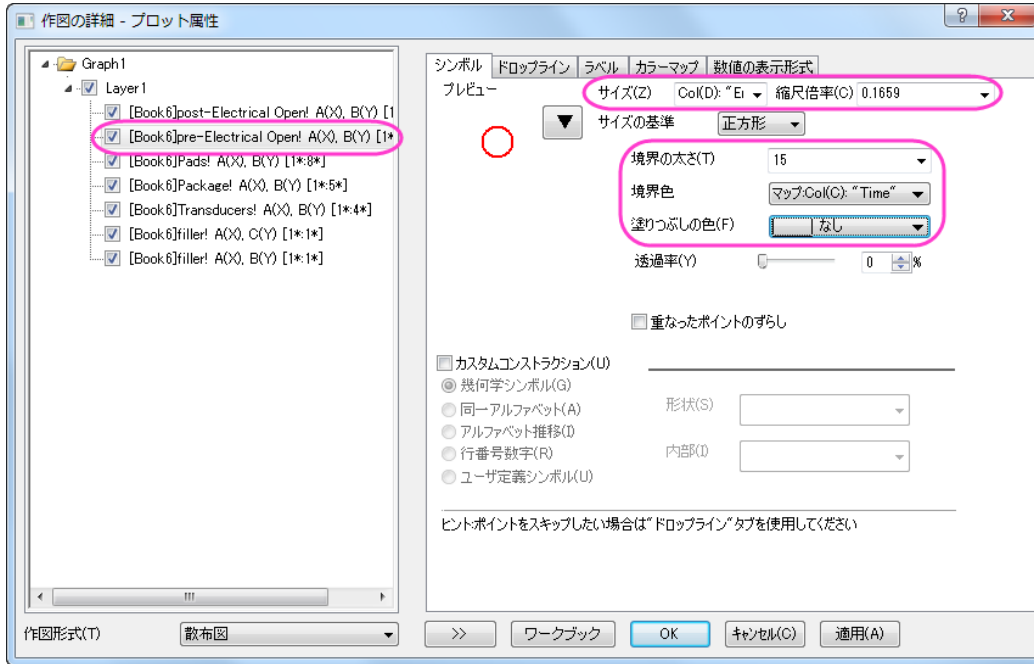 作図の詳細 - プロット属性
Graph1
Layer1
[Book6]post-Electrical Open! A(X), B(Y) [1
[Book6]pre-Electrical Open! A(X), B(Y) [1*
[Book6]Pads! A(X), B(Y) [1*:8*]
[Book6]Package! A(X), B(Y) [1*:5*]
[Book6]Transducers! A(X), B(Y) [1*:4*]
[Book6]filler! A(X), C(Y) [1*:1*]
[Book6]filler! A(X), B(Y) [1*:1*]
作図形式(T) 散布図
シンボル ドロップライン ラベル カラーマップ 数値の表示形式
プレビュー サイズ(Z) Col(D): "Er 縮尺倍率(C) 0.1659
サイズの基準 正方形
境界の太さ(T) 15
境界色 マップ:Col(C): "Time"
塗りつぶしの色(F) なし
透過率(Y) 0 %
重なったポイントのずらし
カスタムコンストラクション(U)
幾何学シンボル(G)
同一アルファベット(A)
アルファベット推移(I)
行番号数字(R)
ユーザ定義シンボル(U)
形状(S)
内部(I)
ヒント:ポイントをスキップしたい場合は"ドロップライン"タブを使用してください
>> ワークブック OK キャンセル(C) 適用(A)